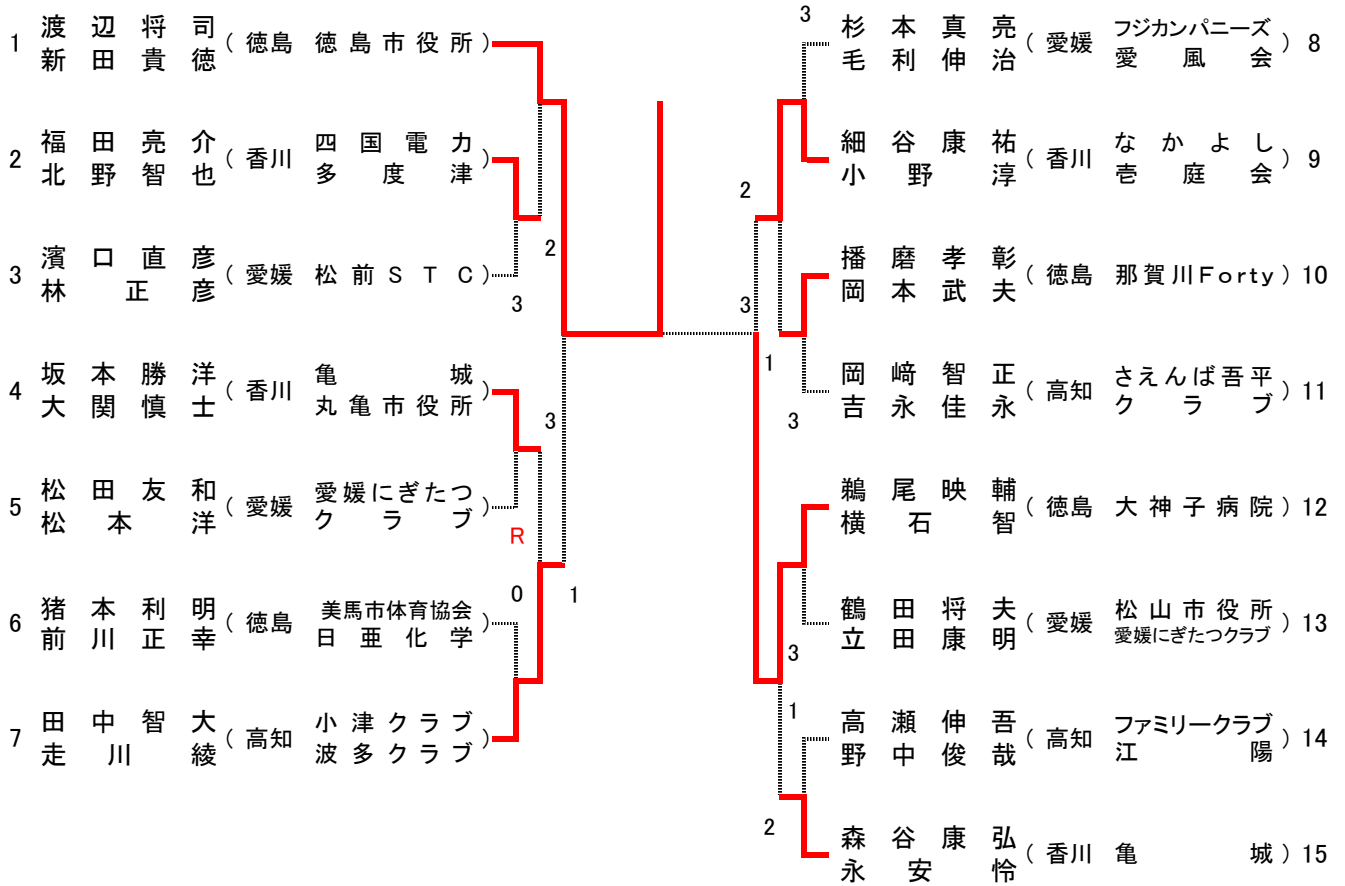 1 渡辺将司 (徳島 徳島市役所)
新田貴徳
2 福田亮介 (香川 四国電力)
北野智也 多度津
3 濱口直彦 (愛媛 松前STC)
林正彦
4 坂本勝洋 (香川 亀城)
大関慎士 丸亀市役所
5 松田友和 (愛媛 愛媛にぎたつ)
松本洋 クラブ
6 猪本利明 (徳島 美馬市体育協会)
前川正幸 日亜化学
7 田中智大 (高知 小津クラブ)
走川綾 波多クラブ
2
3
3
R
0 1
3
2
3
1
3
3
1
2
杉本真亮 (愛媛 フジカンパニーズ) 8
毛利伸治 愛風会
細谷康祐 (香川 なかよし) 9
小野淳 壱庭会
播磨孝彰 (徳島 那賀川Forty) 10
岡本武夫
岡﨑智正 (高知 さえんば吾平) 11
吉永佳永 クラブ
鵜尾映輔 (徳島 大神子病院) 12
横石智
鶴田将夫 (愛媛 松山市役所) 13
立田康明 愛媛にぎたつクラブ
高瀬伸吾 (高知 ファミリークラブ) 14
野中俊哉 江陽
森谷康弘 (香川 亀城) 15
永安怜